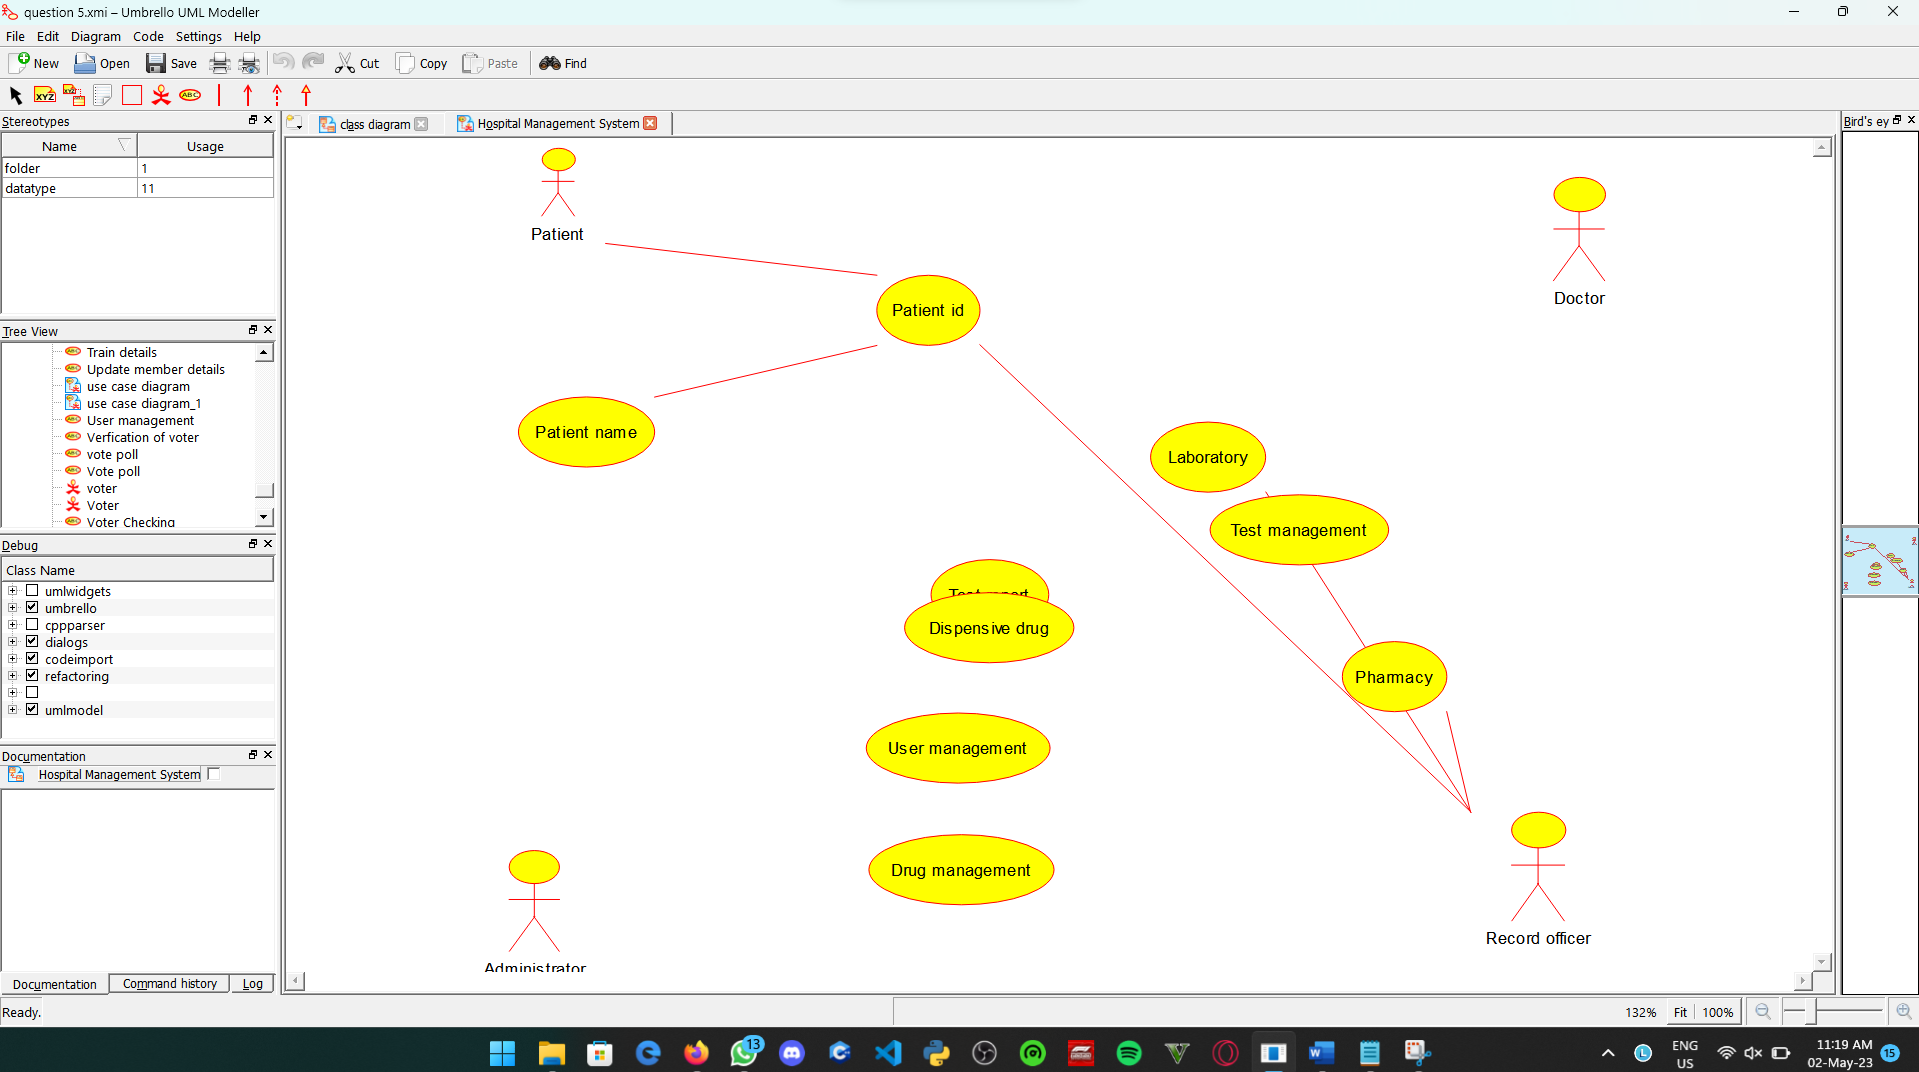 question 5.xmi – Umbrello UML Modeller
File Edit Diagram Code Settings Help
New Open Save Cut Copy Paste Find
XYZ XYZ ABC
Stereotypes
Name Usage
folder 1
datatype 11
Tree View
Train details
Update member details
use case diagram
use case diagram_1
User management
Verfication of voter
vote poll
Vote poll
voter
Voter
Voter Checking
Debug
Class Name
umlwidgets
umbrello
cppparser
dialogs
codeimport
refactoring
umlmodel
Documentation
Hospital Management System
Documentation Command history Log
Ready.
class diagram Hospital Management System
Patient
Doctor
Patient id
Patient name
Laboratory
Test management
Dispensive drug
Pharmacy
User management
Drug management
Record officer
Administrator
Bird's ey
132% Fit 100%
13
ENG
US
11:19 AM
02-May-23
15